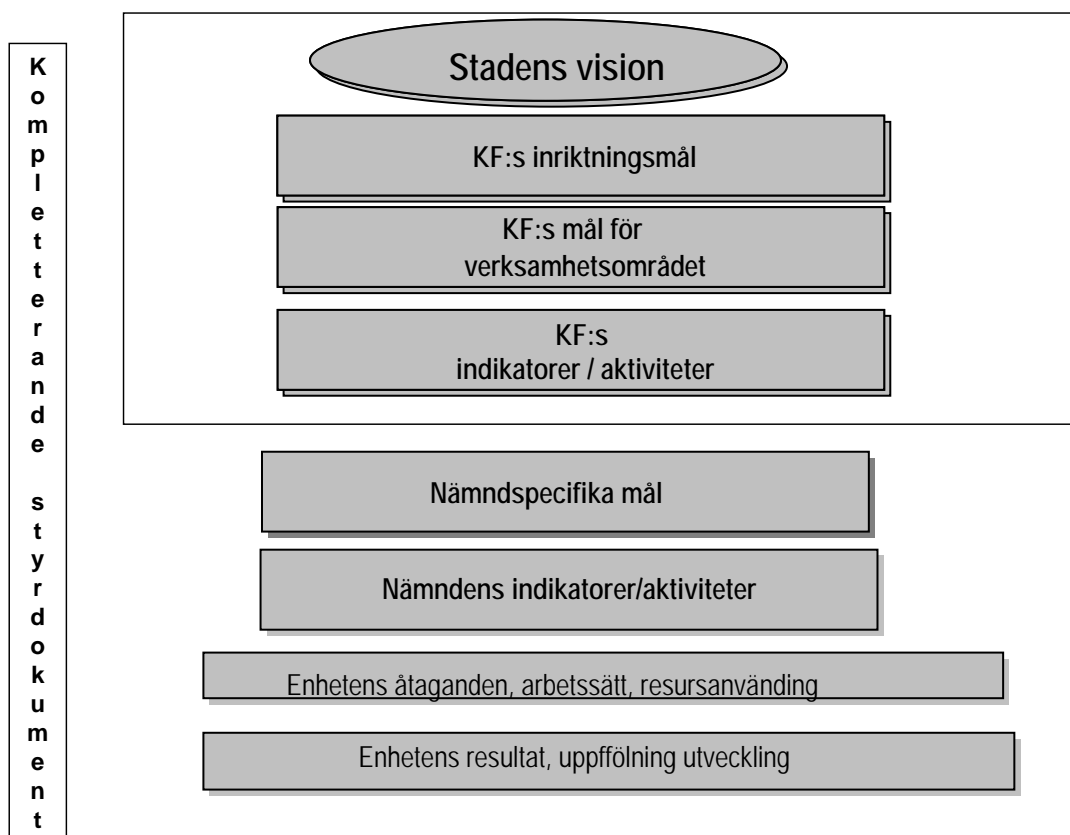 Kompletterande styrdokument
Stadens vision
KF:s inriktningsmål
KF:s mål för
verksamhetsområdet
KF:s
indikatorer / aktiviteter
Nämndspecifika mål
Nämndens indikatorer/aktiviteter
Enhetens åtaganden, arbetssätt, resursanvänding
Enhetens resultat, uppffölning utveckling